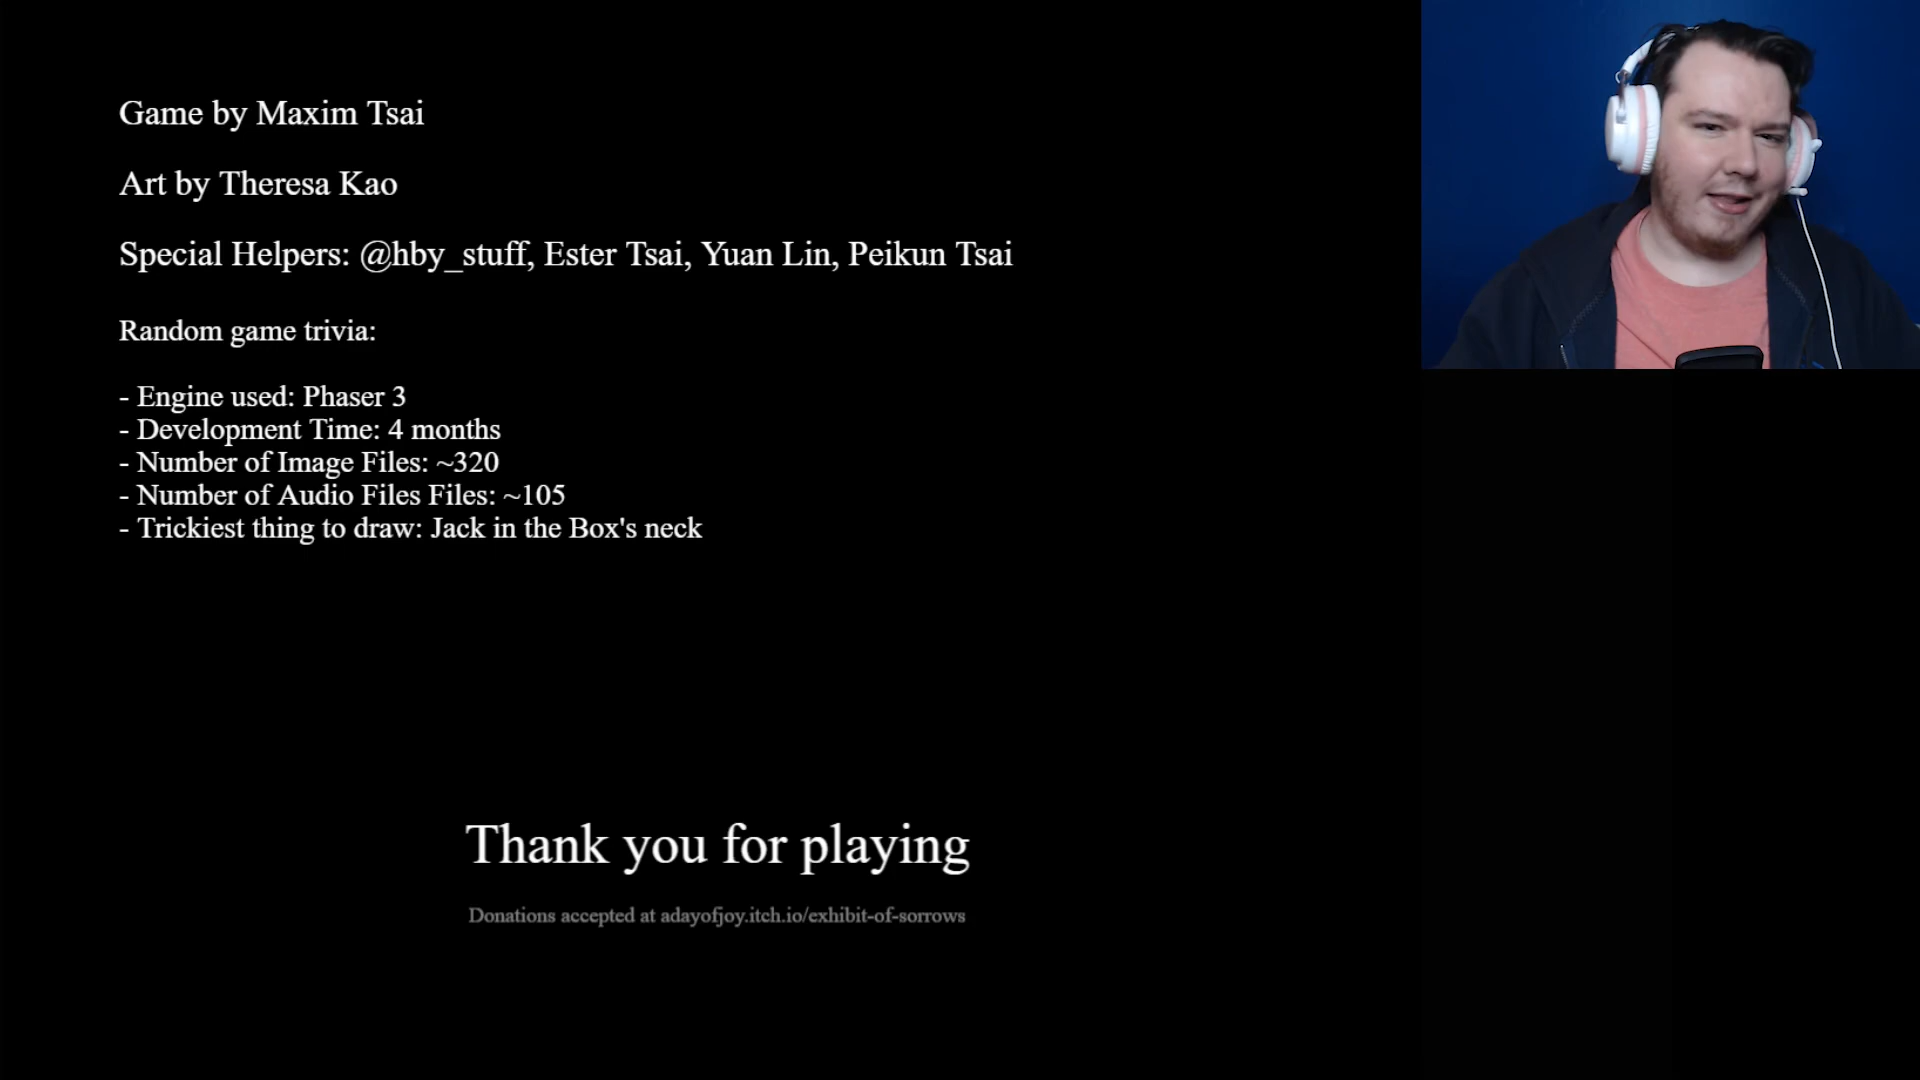 Game by Maxim Tsai
Art by Theresa Kao
Special Helpers: @hby_stuff, Ester Tsai, Yuan Lin, Peikun Tsai
Random game trivia:
- Engine used: Phaser 3
- Development Time: 4 months
- Number of Image Files: ~320
- Number of Audio Files Files: ~105
- Trickiest thing to draw: Jack in the Box's neck
Thank you for playing
Donations accepted at adayofjoy.itch.io/exhibit-of-sorrows